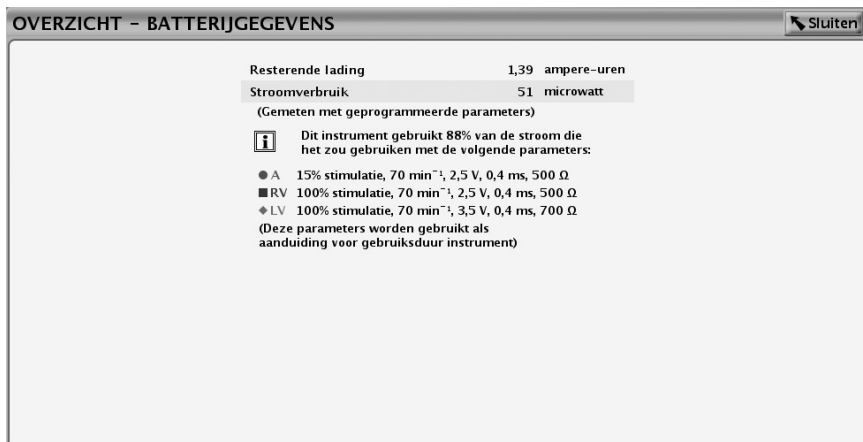 OVERZICHT - BATTERIJGEGEVENS Sluiten
Resterende lading 1,39 ampere-uren
Stroomverbruik 51 microwatt
(Gemeten met geprogrammeerde parameters)
i Dit instrument gebruikt 88% van de stroom die
het zou gebruiken met de volgende parameters:
A 15% stimulatie, 70 min⁻¹, 2,5 V, 0,4 ms, 500 Ω
RV 100% stimulatie, 70 min⁻¹, 2,5 V, 0,4 ms, 500 Ω
LV 100% stimulatie, 70 min⁻¹, 3,5 V, 0,4 ms, 700 Ω
(Deze parameters worden gebruikt als
aanduiding voor gebruiksduur instrument)